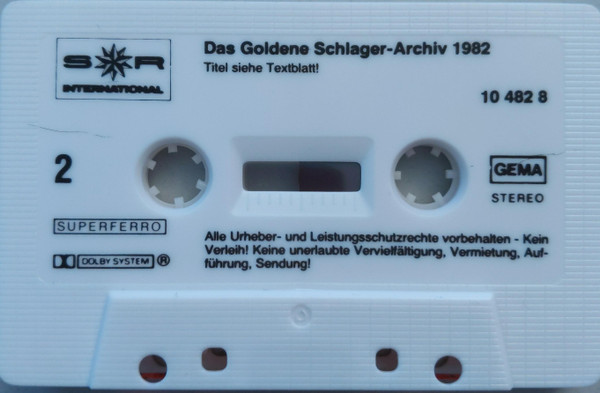 S R
INTERNATIONAL
Das Goldene Schlager-Archiv 1982
Titel siehe Textblatt!
10 482 8
2
GEMA
STEREO
SUPERFERRO
DOLBY SYSTEM ®
Alle Urheber- und Leistungsschutzrechte vorbehalten - Kein
Verleih! Keine unerlaubte Vervielfältigung, Vermietung, Auf-
führung, Sendung!